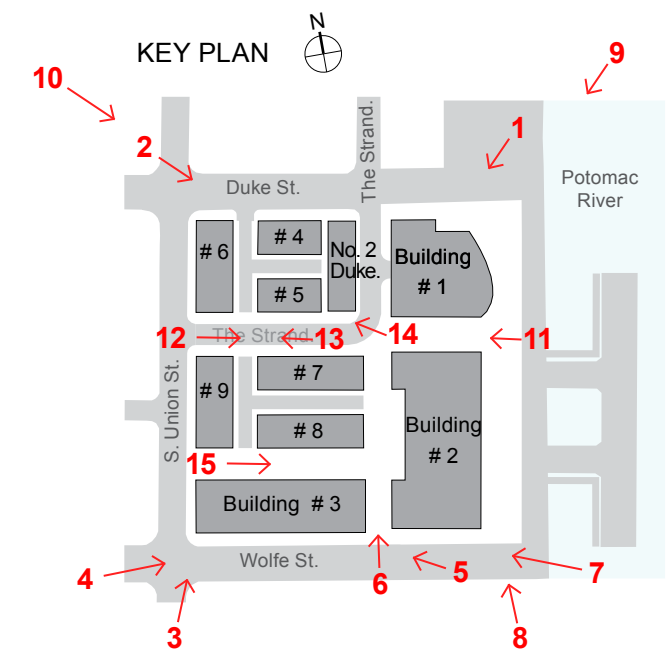 N
KEY PLAN
10
9
1
2
The Strand.
Duke St.
Potomac
River
# 6
# 4
No. 2
Duke.
Building
# 1
# 5
12
The Strand
13
14
11
S. Union St.
# 9
# 7
# 8
Building
# 2
15
Building # 3
Wolfe St.
4
3
6
5
7
8